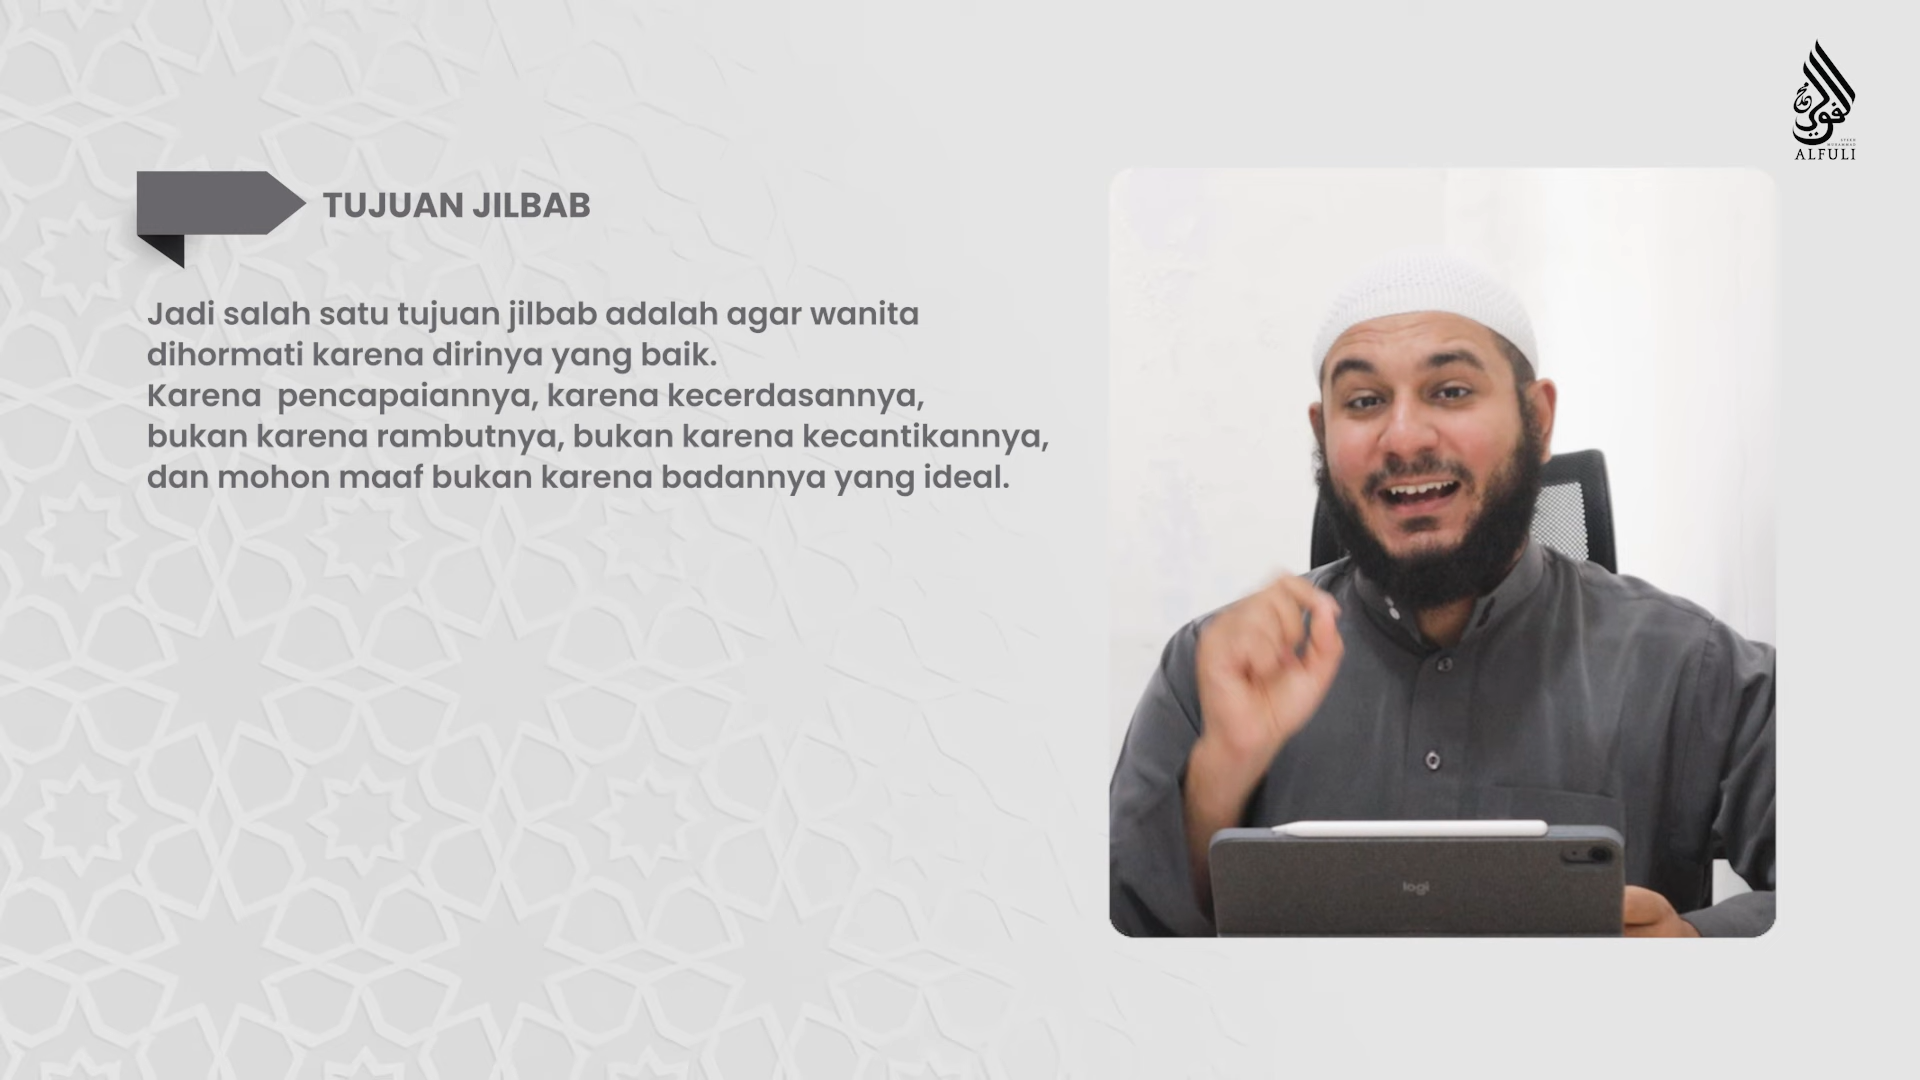 TUJUAN JILBAB
Jadi salah satu tujuan jilbab adalah agar wanita
dihormati karena dirinya yang baik.
Karena  pencapaiannya, karena kecerdasannya,
bukan karena rambutnya, bukan karena kecantikannya,
dan mohon maaf bukan karena badannya yang ideal.
ALFULI
logi